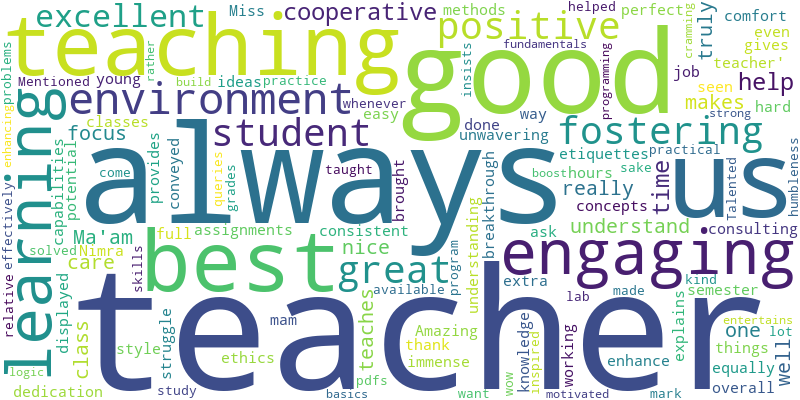 excellent Miss cooperative methods helped perfect truly comfort
teaching positive fundamentals cramming even
problems Mentioned young ideas practice good insists programming job gives teacher'
enhancing build rather whenever seen help
learning environment easy way makes hard
focus classes student done unwavering strong
capabilities potential provides conveyed queries grades always us fostering
come taught brought etiquettes boost hours sake practical Talented humbleness
effectively really time concepts consulting
Ma'am full assignments consistent nice ask understand
solved Nimra best great understanding breakthrough engaging
relative displayed care skills mam available program extra kind semester
class struggle teacher teaches Amazing lab made one lot
style thank knowledge inspired working enhance explains things well
logic ethics immense equally
dedication study pdfs want wow motivated mark overall
basics entertains